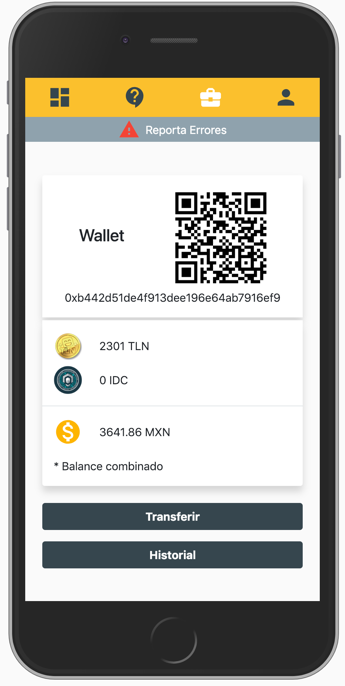 Reporta Errores
Wallet
0xb442d51de4f913dee196e64ab7916ef9
2301 TLN
0 IDC
3641.86 MXN
* Balance combinado
Transferir
Historial